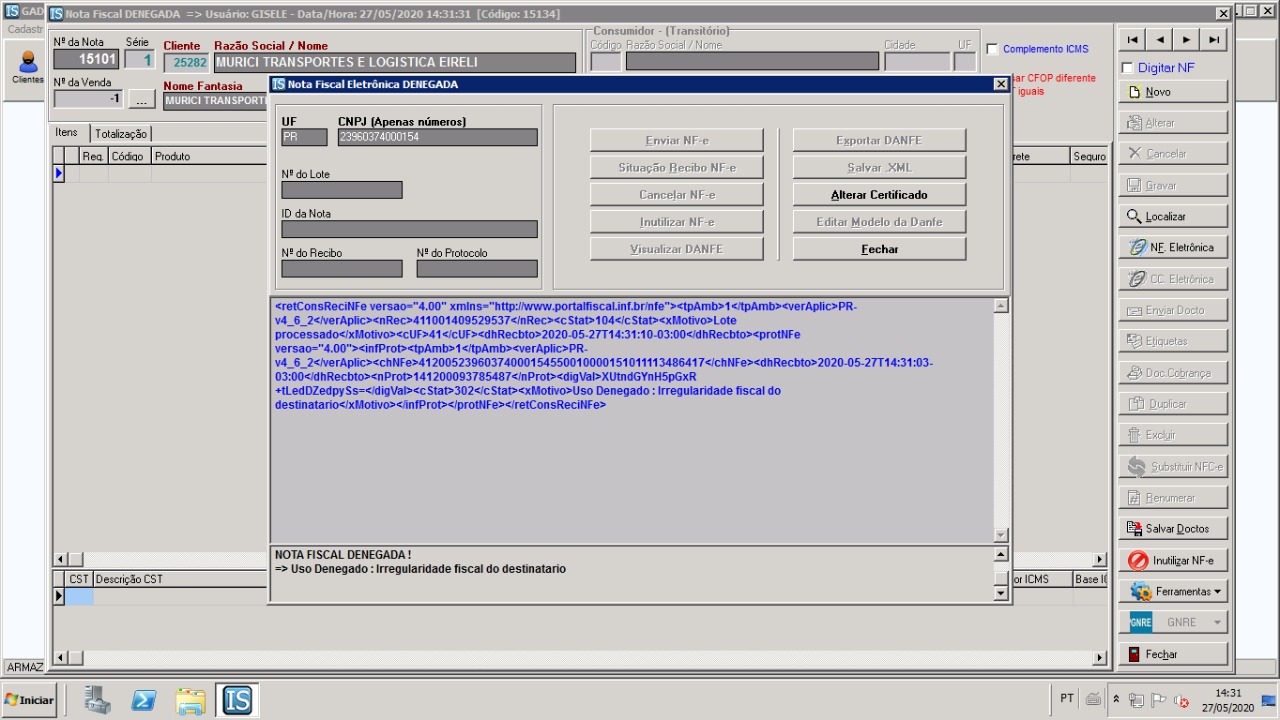 IS GAD
Nota Fiscal DENEGADA => Usuário: GISELE - Data/Hora: 27/05/2020 14:31:31 [Código: 15134]
Cadastr
Clientes
Nº da Nota
Série
15101
1
Cliente
Razão Social / Nome
25282
MURICI TRANSPORTES E LOGISTICA EIRELI
Consumidor - (Transitório)
Código
Razao Social / Nome
Cidade
UF
Complemento ICMS
Nº da Venda
-1
...
Nome Fantasia
MURICI TRANSPORTI
ar CFOP diferente
iguais
Itens
Totalização
Req.
Código
Produto
rete
Seguro
Nota Fiscal Eletrônica DENEGADA
UF
CNPJ (Apenas números)
PR
23960374000154
Nº do Lote
ID da Nota
Nº do Recibo
Nº do Protocolo
Enviar NF-e
Situação Recibo NF-e
Cancelar NF-e
Inutilizar NF-e
Visualizar DANFE
Exportar DANFE
Salvar .XML
Alterar Certificado
Editar Modelo da Danfe
Fechar
<retConsReciNFe versao="4.00" xmlns="http://www.portalfiscal.inf.br/nfe"><tpAmb>1</tpAmb><verAplic>PR-
v4_6_2</verAplic><nRec>411001409529537</nRec><cStat>104</cStat><xMotivo>Lote
processado</xMotivo><cUF>41</cUF><dhRecbto>2020-05-27T14:31:10-03:00</dhRecbto><protNFe
versao="4.00"><infProt><tpAmb>1</tpAmb><verAplic>PR-
v4_6_2</verAplic><chNFe>41200523960374000154550010000151011113486417</chNFe><dhRecbto>2020-05-27T14:31:03-
03:00</dhRecbto><nProt>141200093785487</nProt><digVal>XUtndGYnH5pGxR
+tLedDZedpySs=</digVal><cStat>302</cStat><xMotivo>Uso Denegado : Irregularidade fiscal do
destinatario</xMotivo></infProt></protNFe></retConsReciNFe>
NOTA FISCAL DENEGADA !
=> Uso Denegado : Irregularidade fiscal do destinatario
CST
Descrição CST
or ICMS
Base IC
Digitar NF
Novo
Alterar
Cancelar
Gravar
Localizar
NF. Eletrônica
CC. Eletrônica
Enviar Docto
Etiquetas
Doc.Cobrança
Duplicar
Excluir
Substituir NFC-e
Renumerar
Salvar Doctos
Inutilizar NF-e
Ferramentas
GNRE
GNRE
Fechar
ARMAZ
Iniciar
IS
PT
14:31
27/05/2020